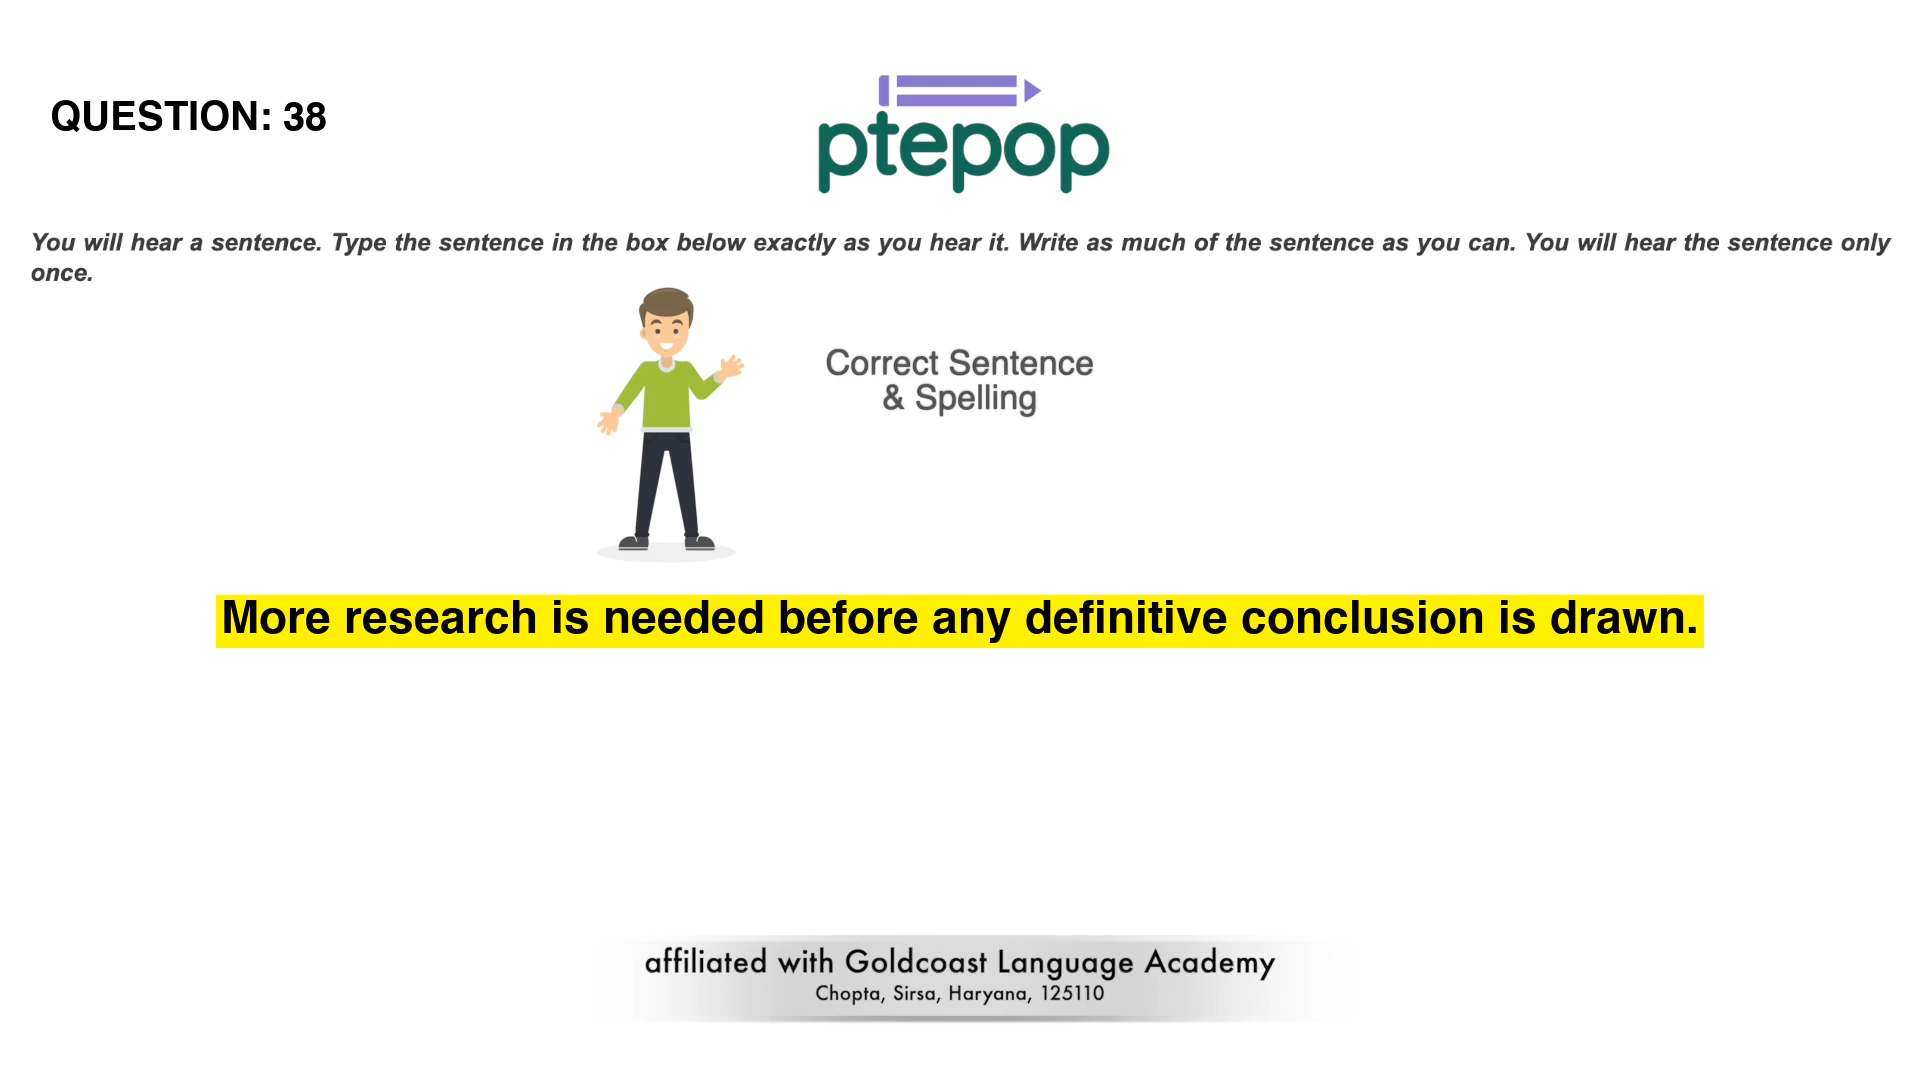 QUESTION: 38
ptepop
You will hear a sentence. Type the sentence in the box below exactly as you hear it. Write as much of the sentence as you can. You will hear the sentence only
once.
Correct Sentence
& Spelling
More research is needed before any definitive conclusion is drawn.
affiliated with Goldcoast Language Academy
Chopta, Sirsa, Haryana, 125110